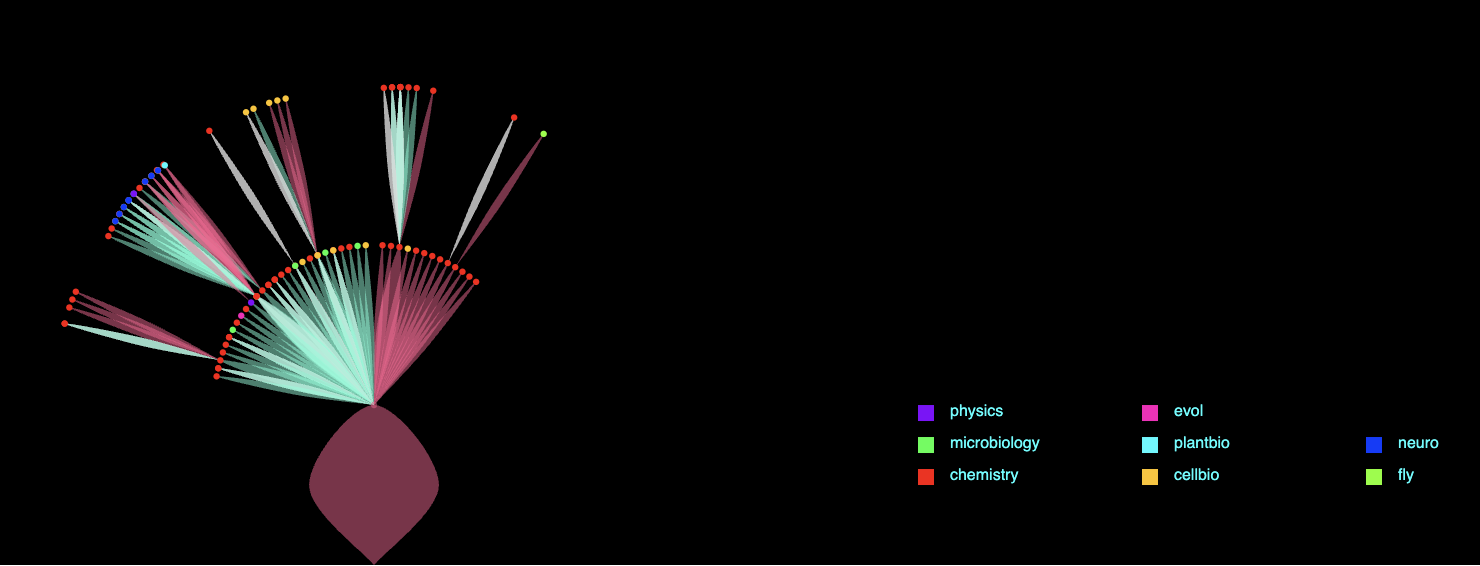 physics
evol
microbiology
plantbio
neuro
chemistry
cellbio
fly